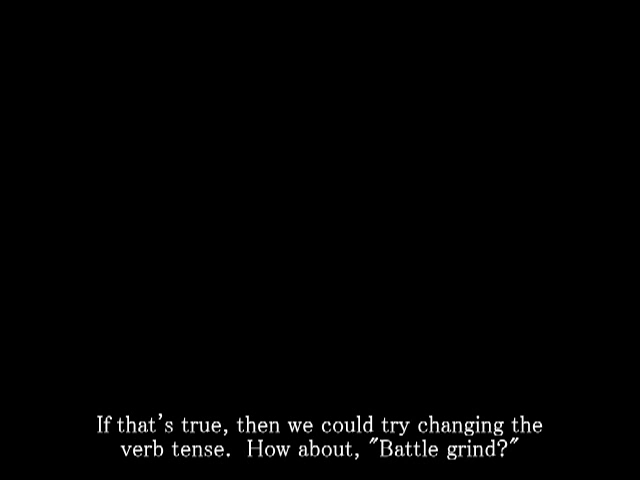 If that's true, then we could try changing the
verb tense.  How about, "Battle grind?"